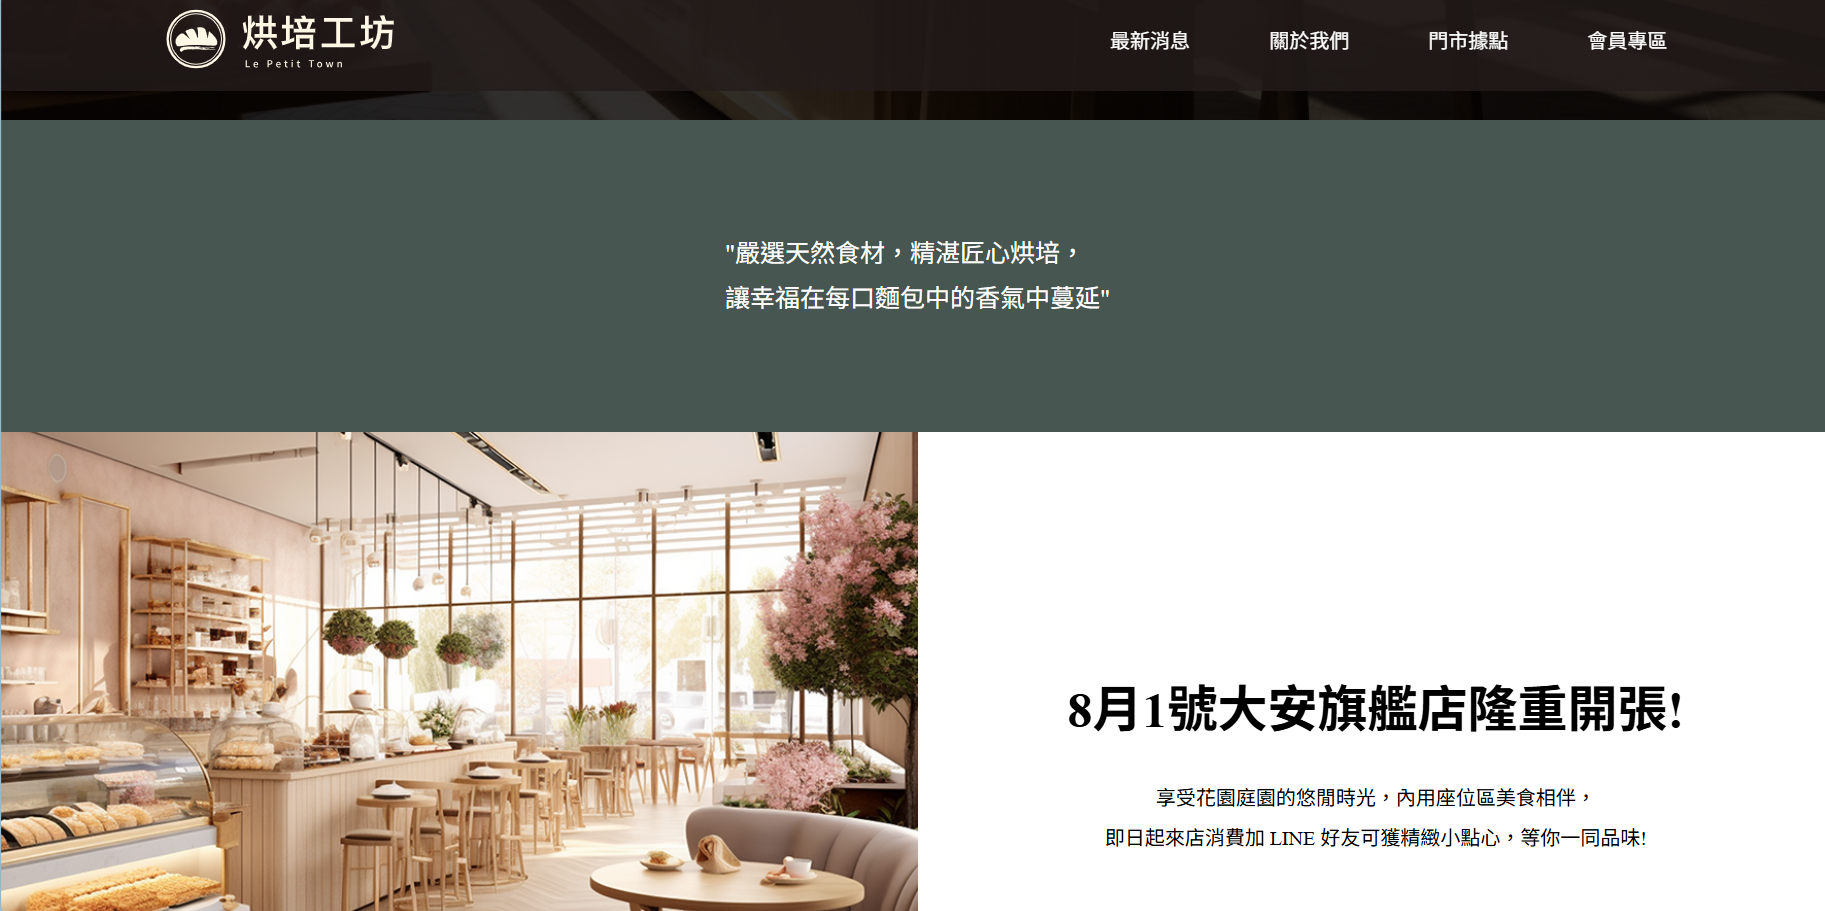 烘培工坊
Le Petit Town
最新消息 關於我們 門市據點 會員專區
"嚴選天然食材，精湛匠心烘培，
讓幸福在每口麵包中的香氣中蔓延"
8月1號大安旗艦店隆重開張!
享受花園庭園的悠閒時光，內用座位區美食相伴，
即日起來店消費加 LINE 好友可獲精緻小點心，等你一同品味!